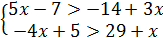 5x − 7 > −14 + 3x
−4x + 5 > 29 + x